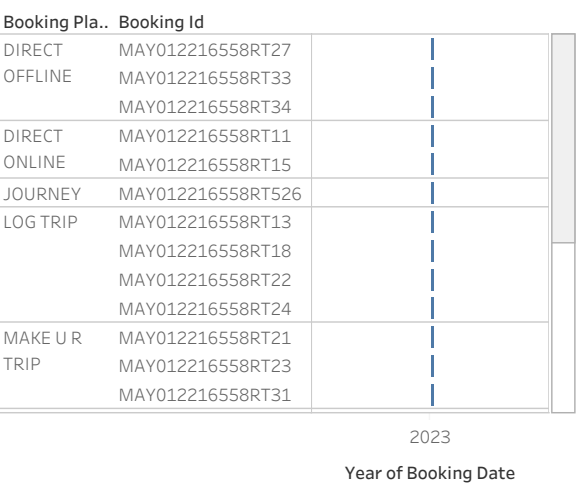 Booking Pla.. Booking Id
DIRECT OFFLINE MAY012216558RT27
MAY012216558RT33
MAY012216558RT34
DIRECT ONLINE MAY012216558RT11
MAY012216558RT15
JOURNEY MAY012216558RT526
LOG TRIP MAY012216558RT13
MAY012216558RT18
MAY012216558RT22
MAY012216558RT24
MAKE U R TRIP MAY012216558RT21
MAY012216558RT23
MAY012216558RT31
2023
Year of Booking Date